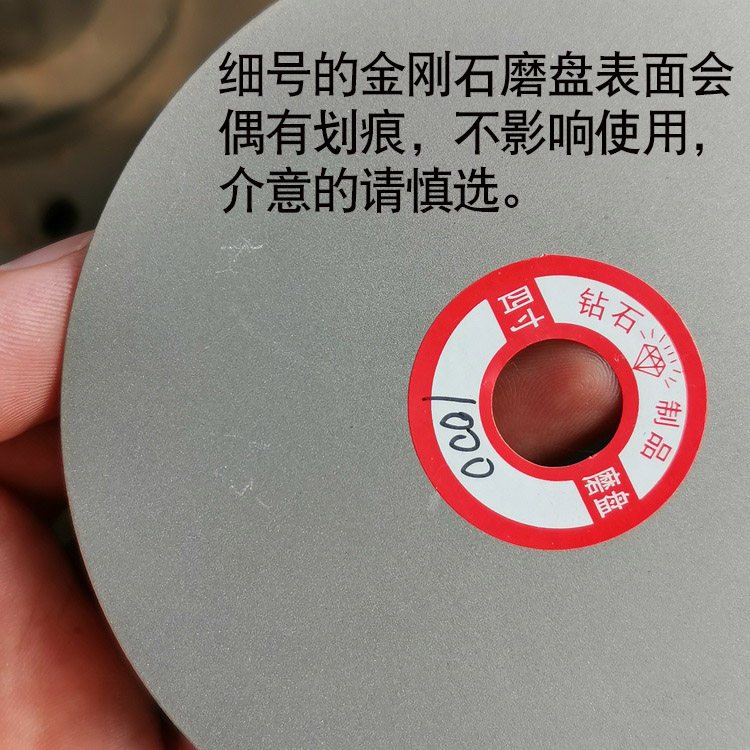 细号的金刚石磨盘表面会
偶有划痕，不影响使用，
介意的请慎选。
四寸
钻石
制品
磨盘
1000